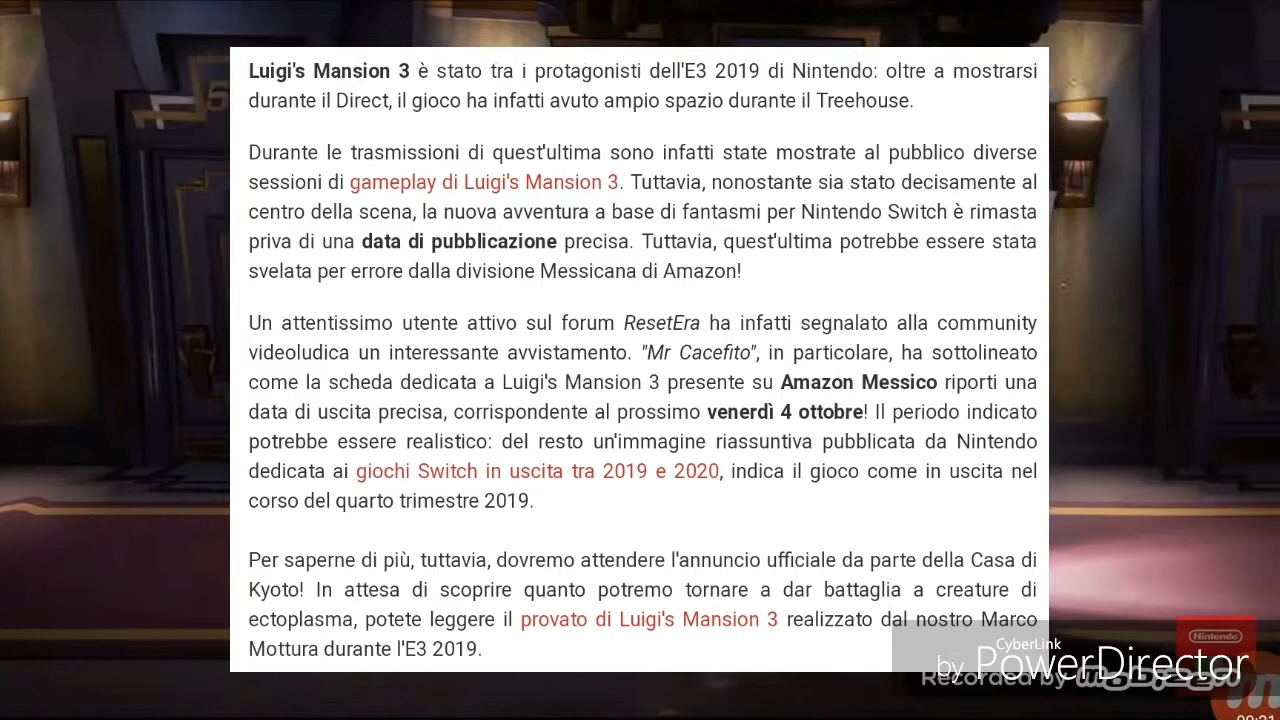 Luigi's Mansion 3 è stato tra i protagonisti dell'E3 2019 di Nintendo: oltre a mostrarsi
durante il Direct, il gioco ha infatti avuto ampio spazio durante il Treehouse.
Durante le trasmissioni di quest'ultima sono infatti state mostrate al pubblico diverse
sessioni di gameplay di Luigi's Mansion 3. Tuttavia, nonostante sia stato decisamente al
centro della scena, la nuova avventura a base di fantasmi per Nintendo Switch è rimasta
priva di una data di pubblicazione precisa. Tuttavia, quest'ultima potrebbe essere stata
svelata per errore dalla divisione Messicana di Amazon!
Un attentissimo utente attivo sul forum ResetEra ha infatti segnalato alla community
videoludica un interessante avvistamento. "Mr Cacefito", in particolare, ha sottolineato
come la scheda dedicata a Luigi's Mansion 3 presente su Amazon Messico riporti una
data di uscita precisa, corrispondente al prossimo venerdì 4 ottobre! Il periodo indicato
potrebbe essere realistico: del resto un'immagine riassuntiva pubblicata da Nintendo
dedicata ai giochi Switch in uscita tra 2019 e 2020, indica il gioco come in uscita nel
corso del quarto trimestre 2019.
Per saperne di più, tuttavia, dovremo attendere l'annuncio ufficiale da parte della Casa di
Kyoto! In attesa di scoprire quanto potremo tornare a dar battaglia a creature di
ectoplasma, potete leggere il provato di Luigi's Mansion 3 realizzato dal nostro Marco
Mottura durante l'E3 2019.
Nintendo
CyberLink
by PowerDirector
Recorded by